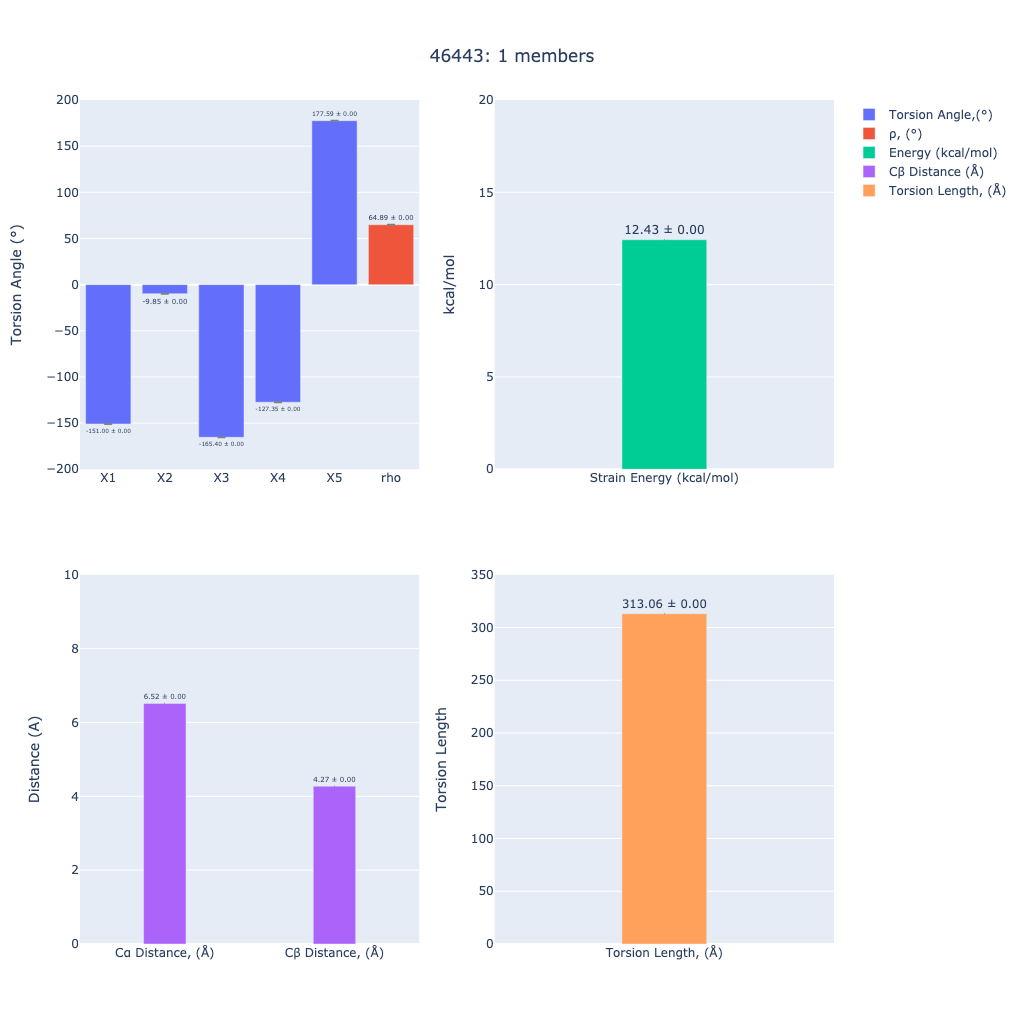 46443: 1 members
Torsion Angle (°)
200
150
100
50
0
−50
−100
−150
−200
-151.00 ± 0.00
-9.85 ± 0.00
-165.40 ± 0.00
-127.35 ± 0.00
177.59 ± 0.00
64.89 ± 0.00
X1 X2 X3 X4 X5 rho
kcal/mol
20
15
10
5
0
12.43 ± 0.00
Strain Energy (kcal/mol)
Torsion Angle,(°)
ρ, (°)
Energy (kcal/mol)
Cβ Distance (Å)
Torsion Length, (Å)
Distance (A)
10
8
6
4
2
0
6.52 ± 0.00
4.27 ± 0.00
Cα Distance, (Å) Cβ Distance, (Å)
Torsion Length
350
300
250
200
150
100
50
0
313.06 ± 0.00
Torsion Length, (Å)